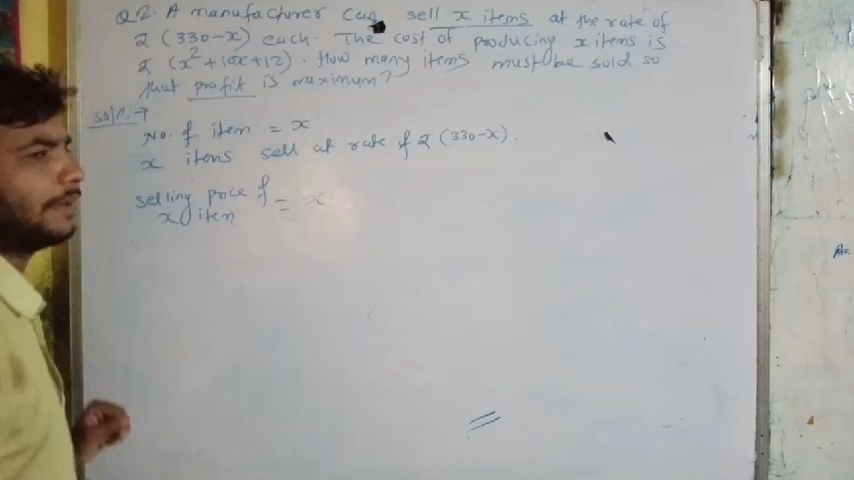 Q2. A manufacturer can sell x items at the rate of
₹ (330-x) each. The cost of producing x items is
₹ (x² + 10x + 12). How many items must be sold so
that profit is maximum?
Solⁿ. →
No. of item = x
x items sell at rate of ₹ (330-x).
selling price of
x item = x